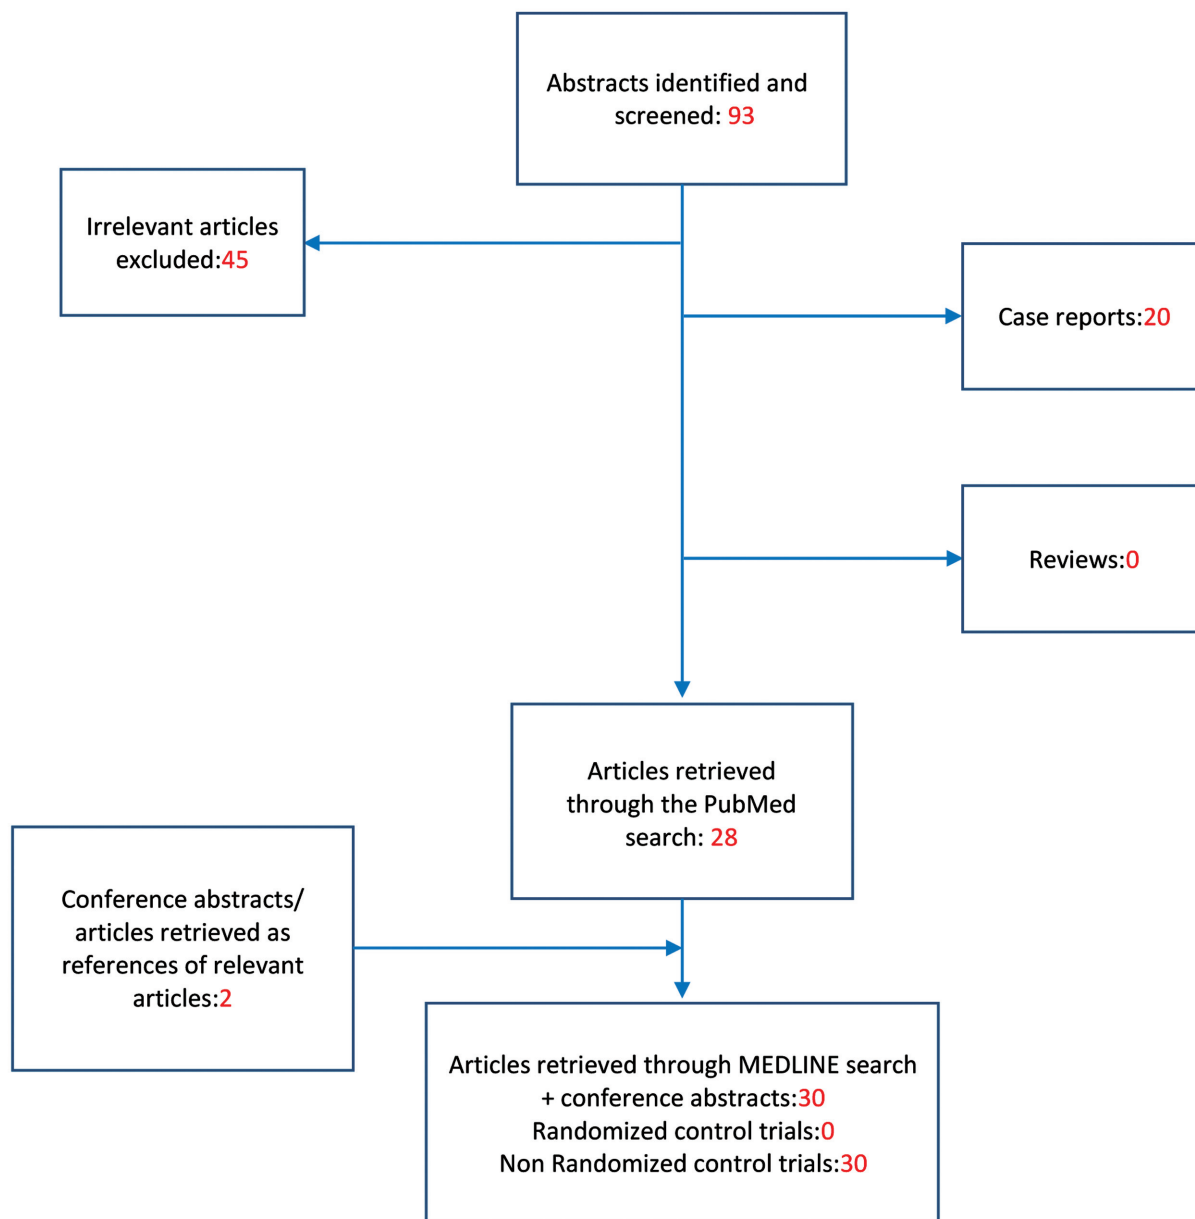 Abstracts identified and
screened: 93
Irrelevant articles
excluded:45
Case reports:20
Reviews:0
Articles retrieved
through the PubMed
search: 28
Conference abstracts/
articles retrieved as
references of relevant
articles:2
Articles retrieved through MEDLINE search
+ conference abstracts:30
Randomized control trials:0
Non Randomized control trials:30